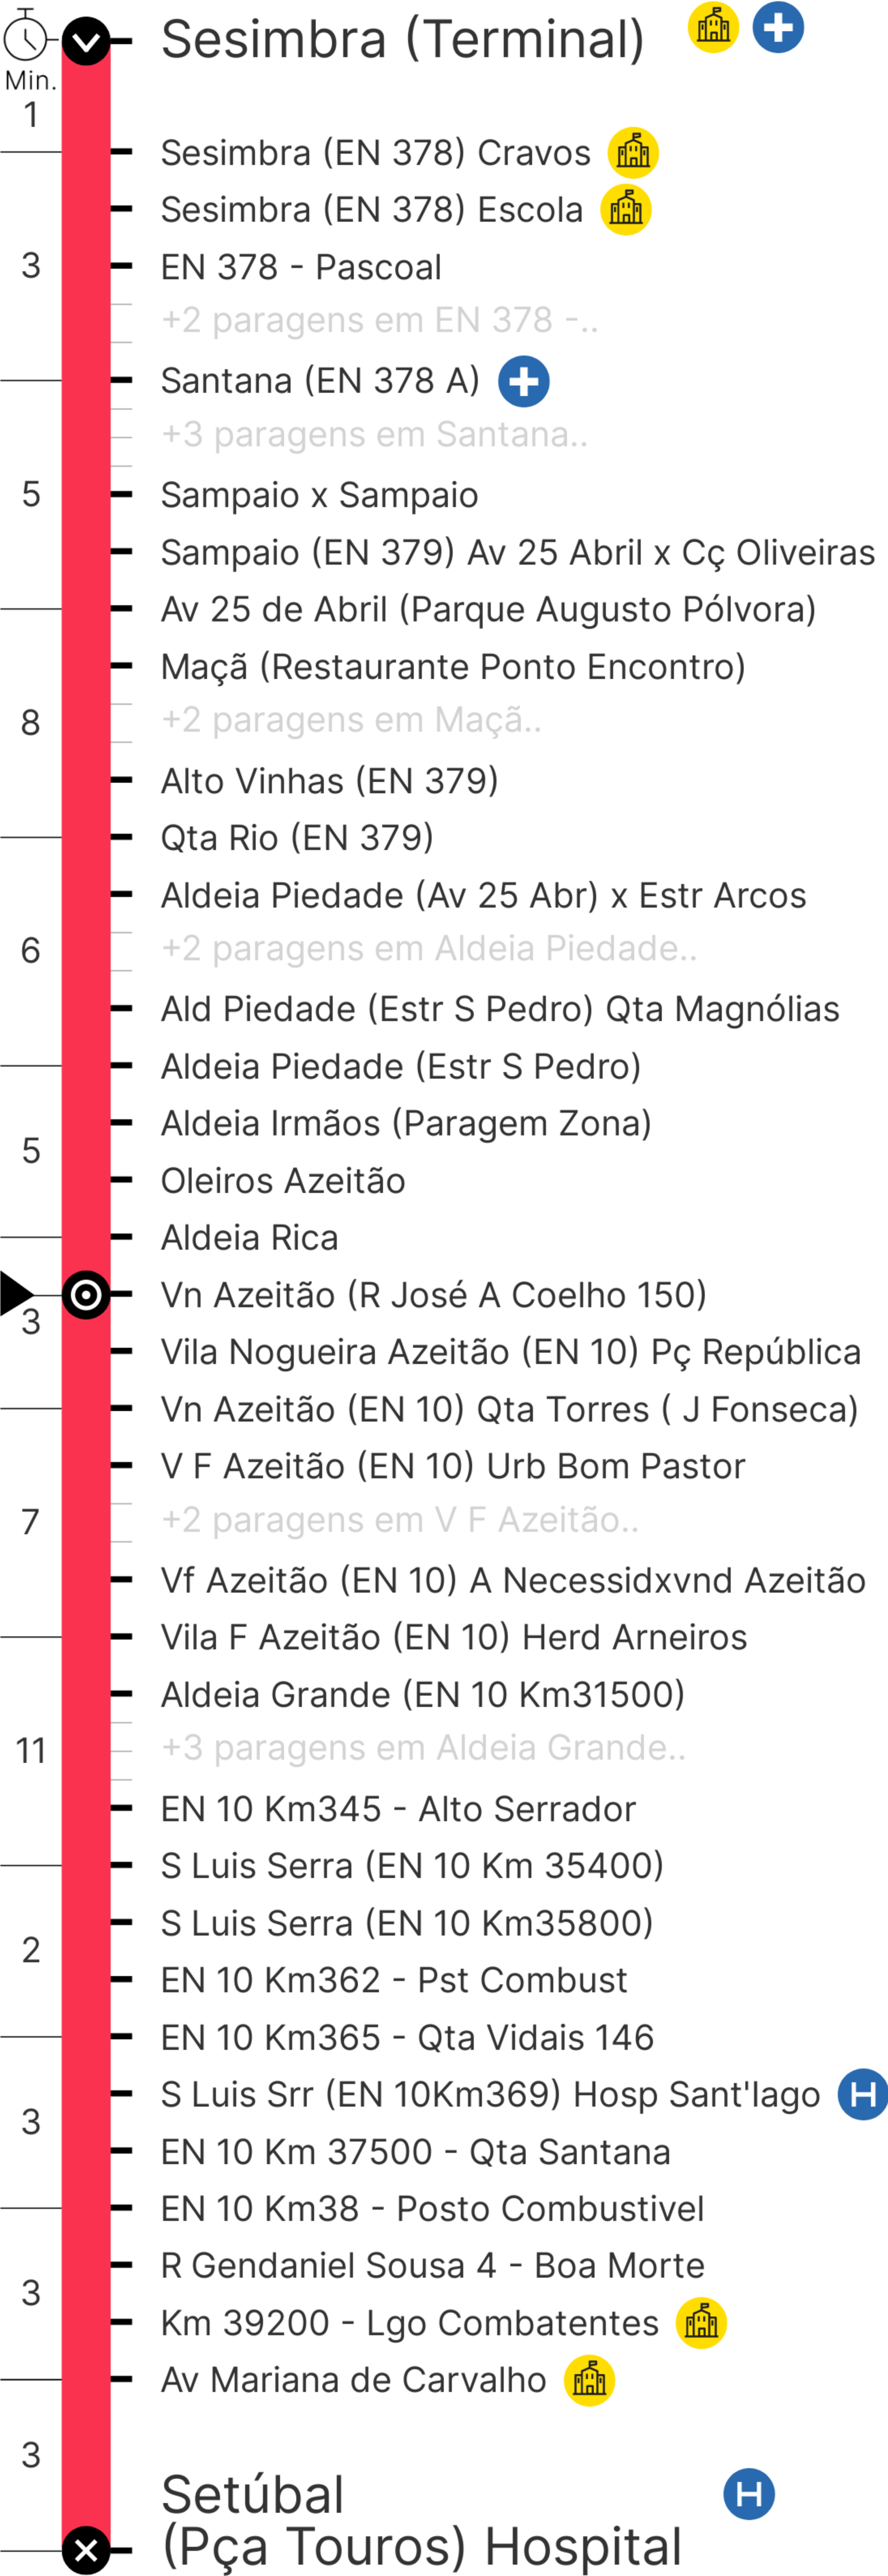 Sesimbra (Terminal)
Min.
1
Sesimbra (EN 378) Cravos
Sesimbra (EN 378) Escola
3
EN 378 - Pascoal
+2 paragens em EN 378 -..
Santana (EN 378 A)
+3 paragens em Santana..
5
Sampaio x Sampaio
Sampaio (EN 379) Av 25 Abril x Cç Oliveiras
Av 25 de Abril (Parque Augusto Pólvora)
Maçã (Restaurante Ponto Encontro)
8
+2 paragens em Maçã..
Alto Vinhas (EN 379)
Qta Rio (EN 379)
Aldeia Piedade (Av 25 Abr) x Estr Arcos
6
+2 paragens em Aldeia Piedade..
Ald Piedade (Estr S Pedro) Qta Magnólias
Aldeia Piedade (Estr S Pedro)
Aldeia Irmãos (Paragem Zona)
5
Oleiros Azeitão
Aldeia Rica
Vn Azeitão (R José A Coelho 150)
3
Vila Nogueira Azeitão (EN 10) Pç República
Vn Azeitão (EN 10) Qta Torres ( J Fonseca)
V F Azeitão (EN 10) Urb Bom Pastor
7
+2 paragens em V F Azeitão..
Vf Azeitão (EN 10) A Necessidxvnd Azeitão
Vila F Azeitão (EN 10) Herd Arneiros
Aldeia Grande (EN 10 Km31500)
11
+3 paragens em Aldeia Grande..
EN 10 Km345 - Alto Serrador
S Luis Serra (EN 10 Km 35400)
S Luis Serra (EN 10 Km35800)
2
EN 10 Km362 - Pst Combust
EN 10 Km365 - Qta Vidais 146
S Luis Srr (EN 10Km369) Hosp Sant'Iago
H
3
EN 10 Km 37500 - Qta Santana
EN 10 Km38 - Posto Combustivel
R Gendaniel Sousa 4 - Boa Morte
3
Km 39200 - Lgo Combatentes
Av Mariana de Carvalho
3
Setúbal
H
(Pça Touros) Hospital